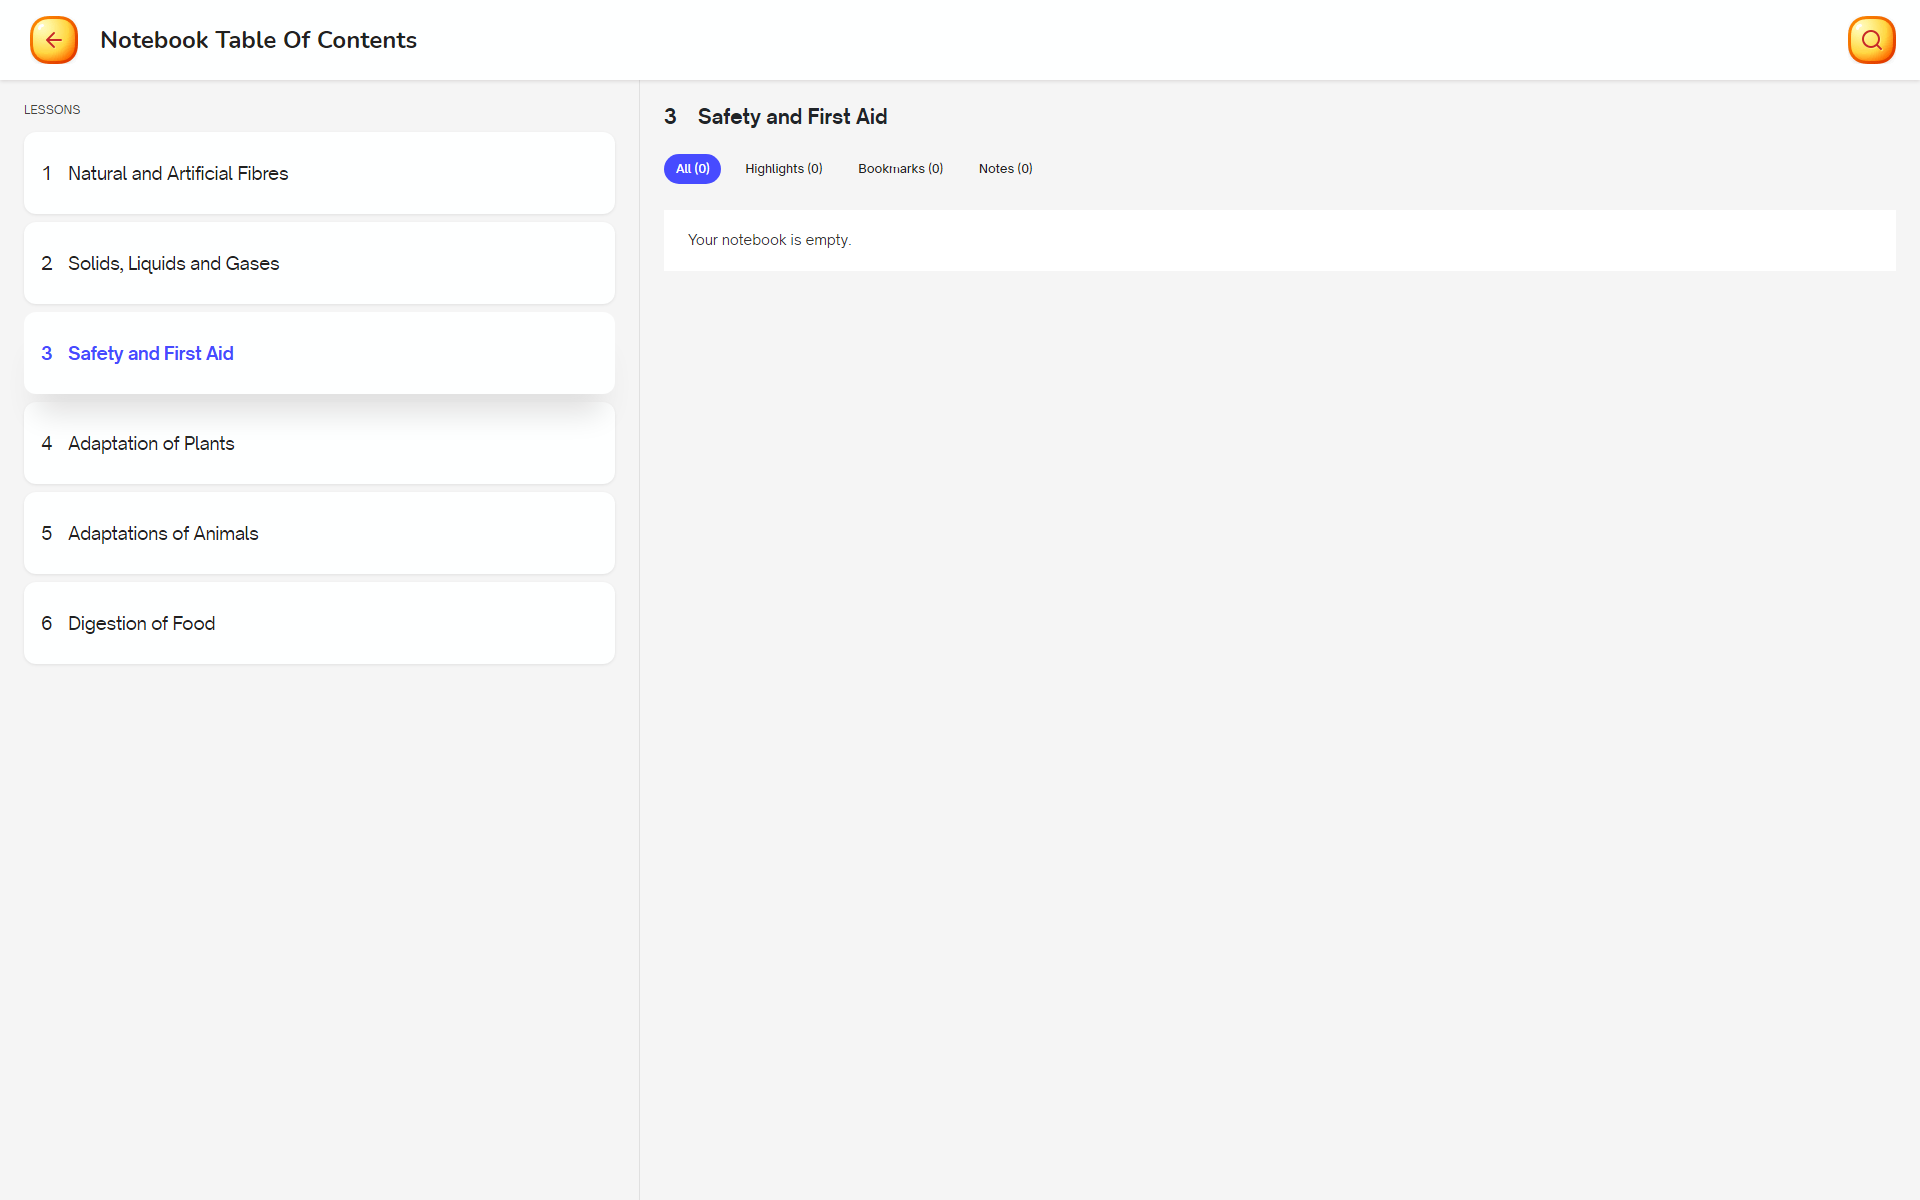 Notebook Table Of Contents
LESSONS
1 Natural and Artificial Fibres
2 Solids, Liquids and Gases
3 Safety and First Aid
4 Adaptation of Plants
5 Adaptations of Animals
6 Digestion of Food
3 Safety and First Aid
All (0) Highlights (0) Bookmarks (0) Notes (0)
Your notebook is empty.